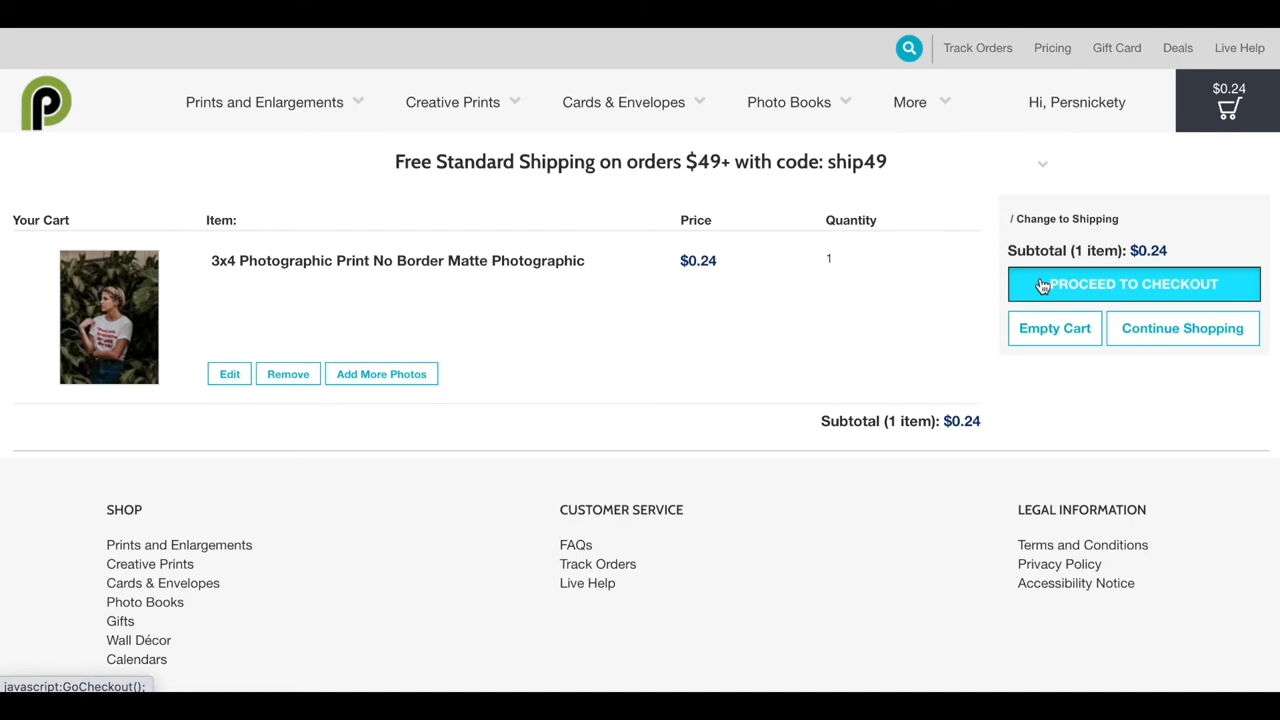 Track Orders Pricing Gift Card Deals Live Help
Prints and Enlargements Creative Prints Cards & Envelopes Photo Books More Hi, Persnickety $0.24
Free Standard Shipping on orders $49+ with code: ship49
Your Cart Item: Price Quantity
/ Change to Shipping
Subtotal (1 item): $0.24
3x4 Photographic Print No Border Matte Photographic $0.24 1
PROCEED TO CHECKOUT
Empty Cart Continue Shopping
Edit Remove Add More Photos
Subtotal (1 item): $0.24
SHOP
Prints and Enlargements
Creative Prints
Cards & Envelopes
Photo Books
Gifts
Wall Décor
Calendars
CUSTOMER SERVICE
FAQs
Track Orders
Live Help
LEGAL INFORMATION
Terms and Conditions
Privacy Policy
Accessibility Notice
javascript:GoCheckout();